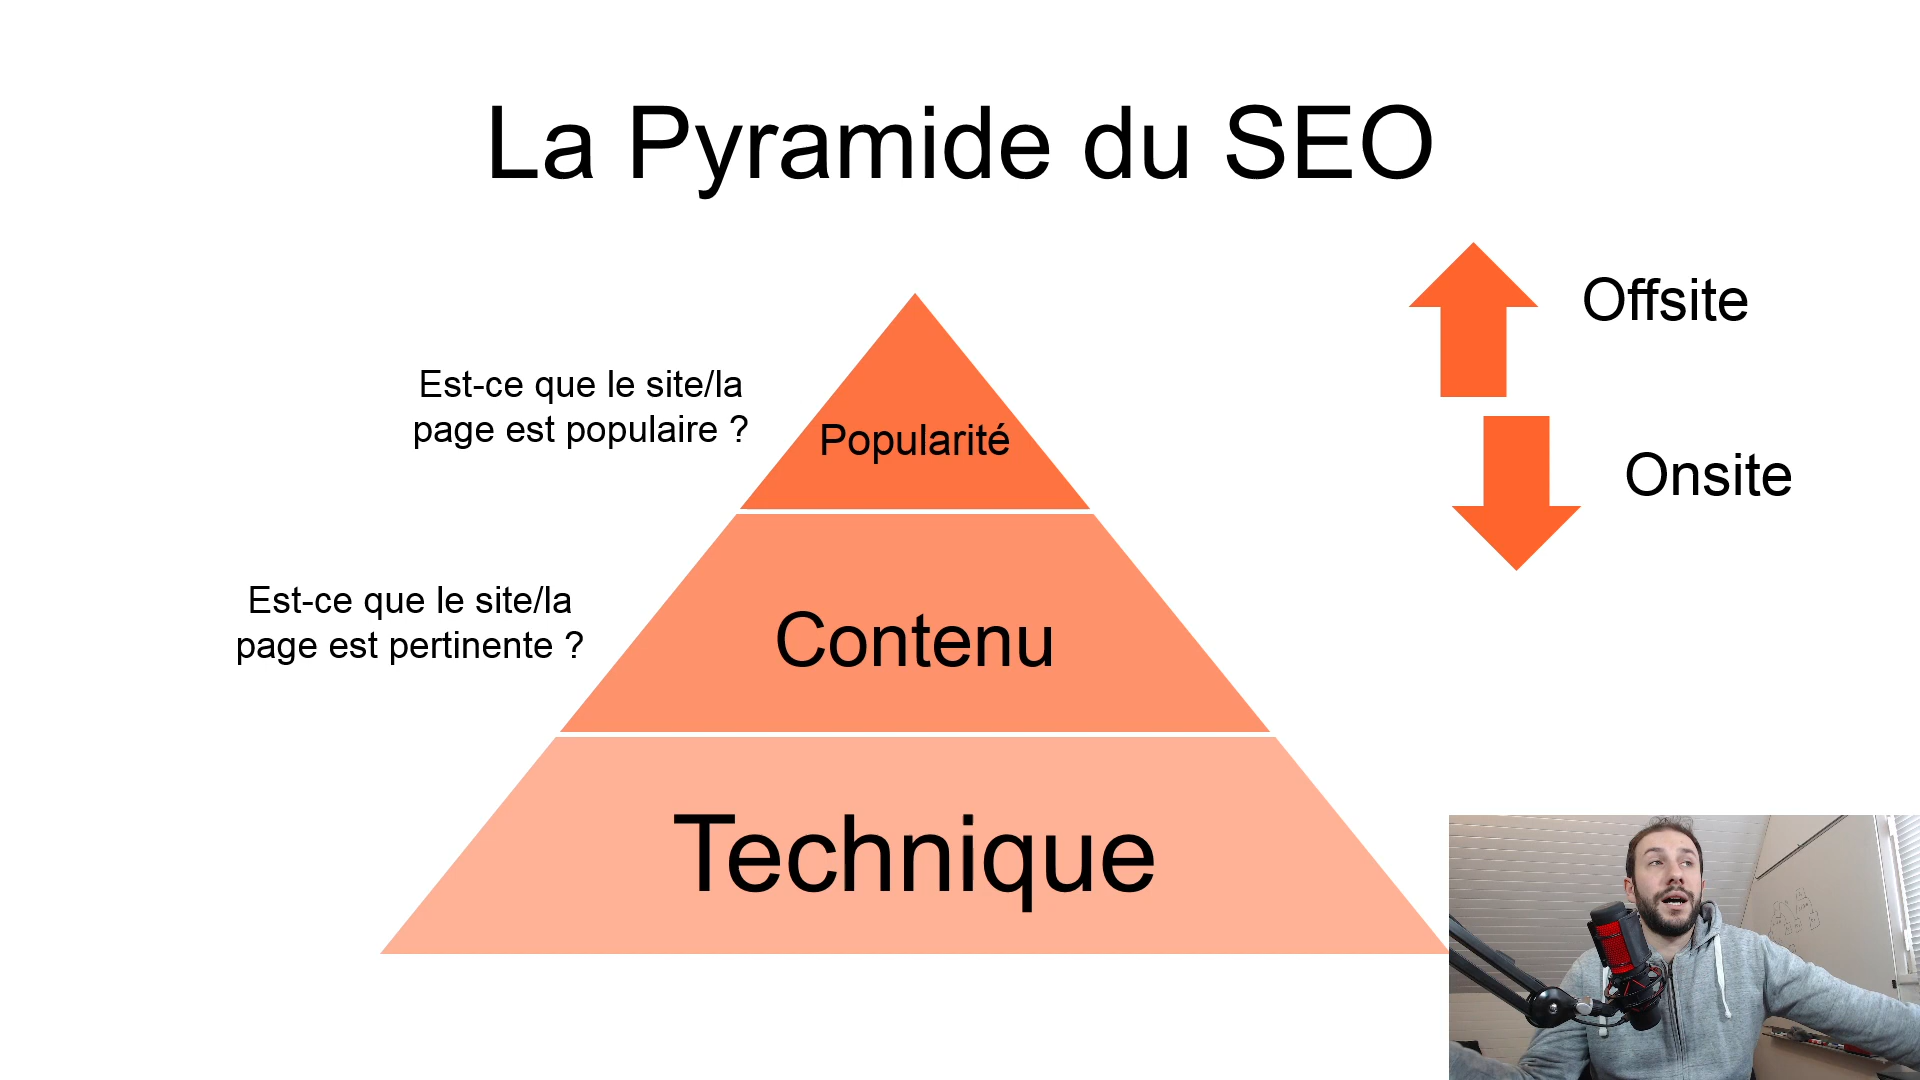 La Pyramide du SEO
Offsite
Est-ce que le site/la
page est populaire ?
Popularité
Onsite
Est-ce que le site/la
page est pertinente ?
Contenu
Technique